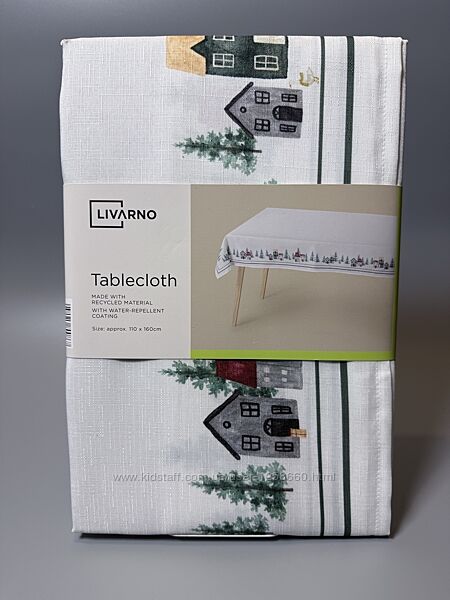 LIVARNO
Tablecloth
MADE WITH
RECYCLED MATERIAL
WITH WATER-REPELLENT
COATING
Size: approx. 110 x 160cm